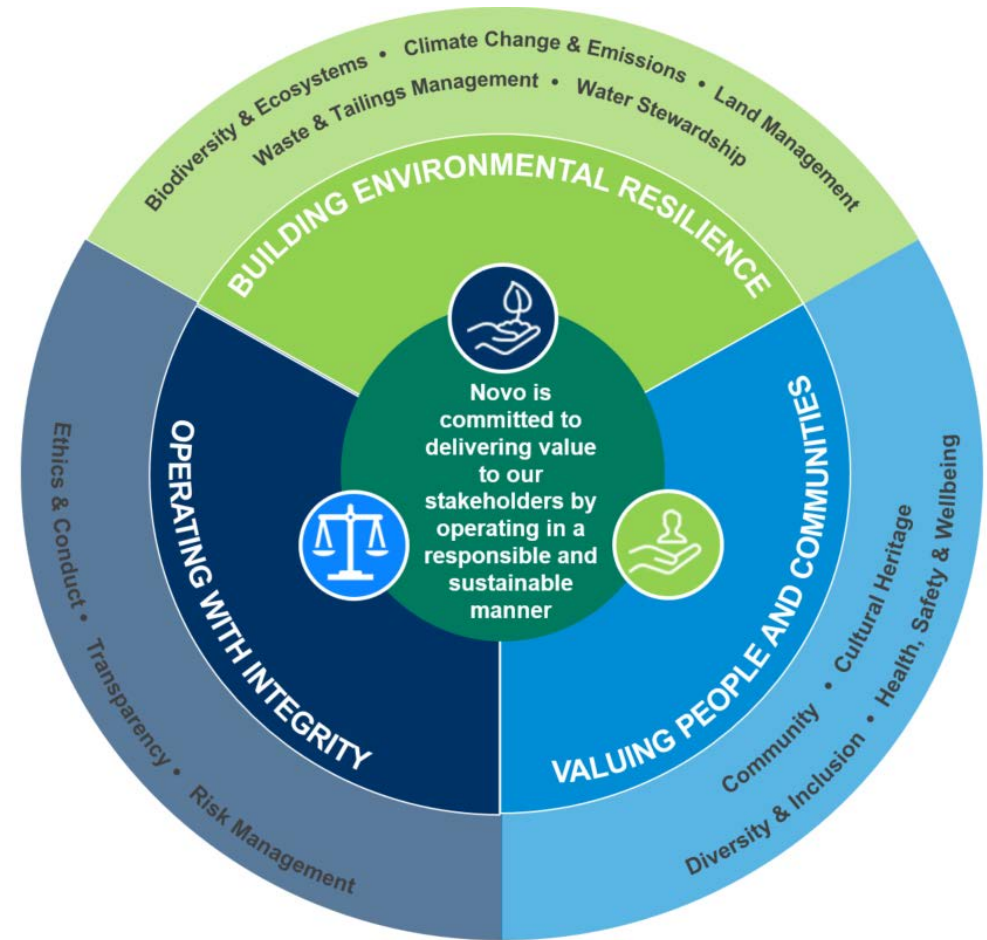 Biodiversity & Ecosystems • Climate Change & Emissions • Land Management
Waste & Tailings Management • Water Stewardship
BUILDING ENVIRONMENTAL RESILIENCE
Novo is
committed to
delivering value
to our
stakeholders by
operating in a
responsible and
sustainable
manner
OPERATING WITH INTEGRITY
Ethics & Conduct • Transparency • Risk Management
VALUING PEOPLE AND COMMUNITIES
Community • Cultural Heritage
Diversity & Inclusion • Health, Safety & Wellbeing